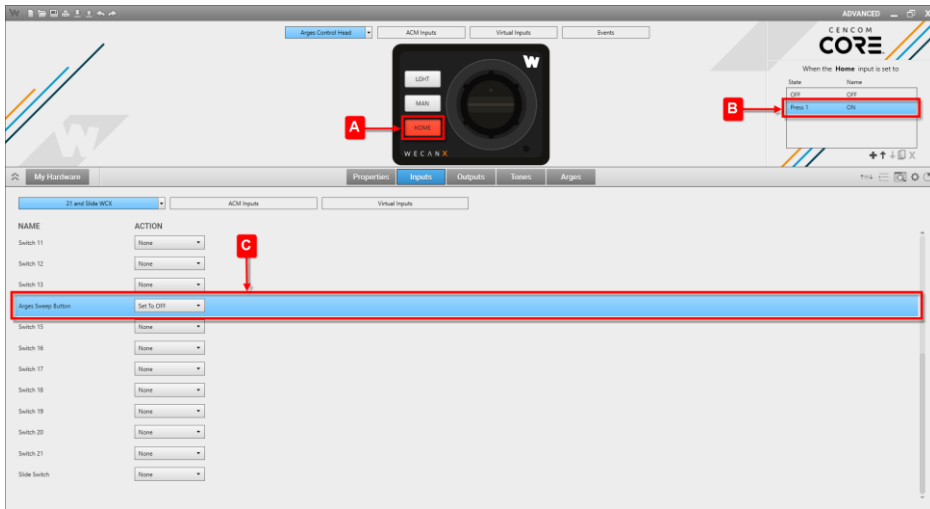 W ADVANCED
Arges Control Head ACM Inputs Virtual Inputs Events
CENCOM
CORE
When the Home input is set to
State Name
OFF OFF
Press 1 ON
B
W
LGHT
MAN
HOME
A
WECANX
My Hardware Properties Inputs Outputs Tones Arges
21 and Slide WCX ACM Inputs Virtual Inputs
NAME ACTION
C
Switch 11 None
Switch 12 None
Switch 13 None
Arges Sweep Button Set To OFF
Switch 15 None
Switch 16 None
Switch 17 None
Switch 18 None
Switch 19 None
Switch 20 None
Switch 21 None
Slide Switch None